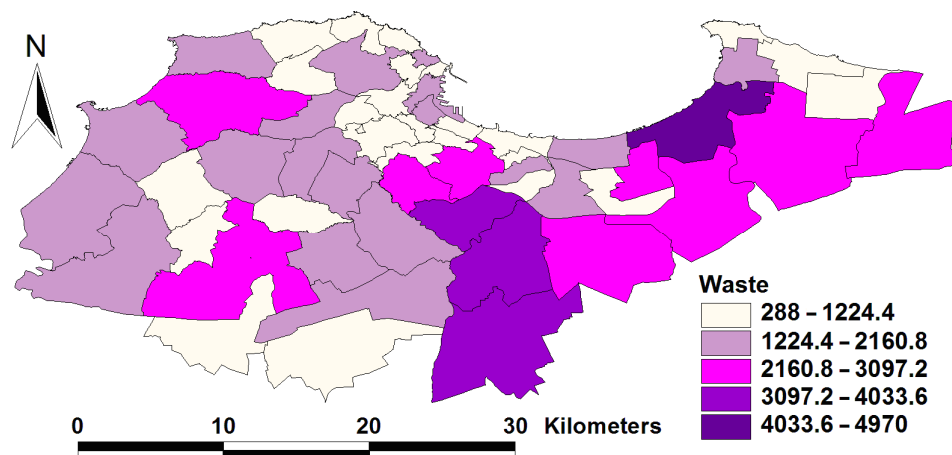 N
Waste
288 – 1224.4
1224.4 – 2160.8
2160.8 – 3097.2
3097.2 – 4033.6
4033.6 – 4970
0 10 20 30 Kilometers